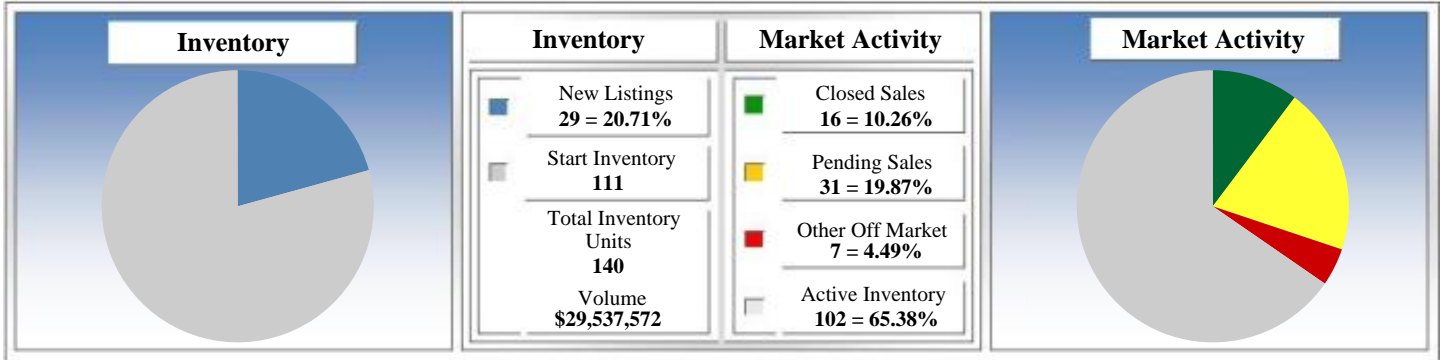 Inventory
Inventory
Market Activity
New Listings
29 = 20.71%
Start Inventory
111
Total Inventory
Units
140
Volume
$29,537,572
Closed Sales
16 = 10.26%
Pending Sales
31 = 19.87%
Other Off Market
7 = 4.49%
Active Inventory
102 = 65.38%
Market Activity